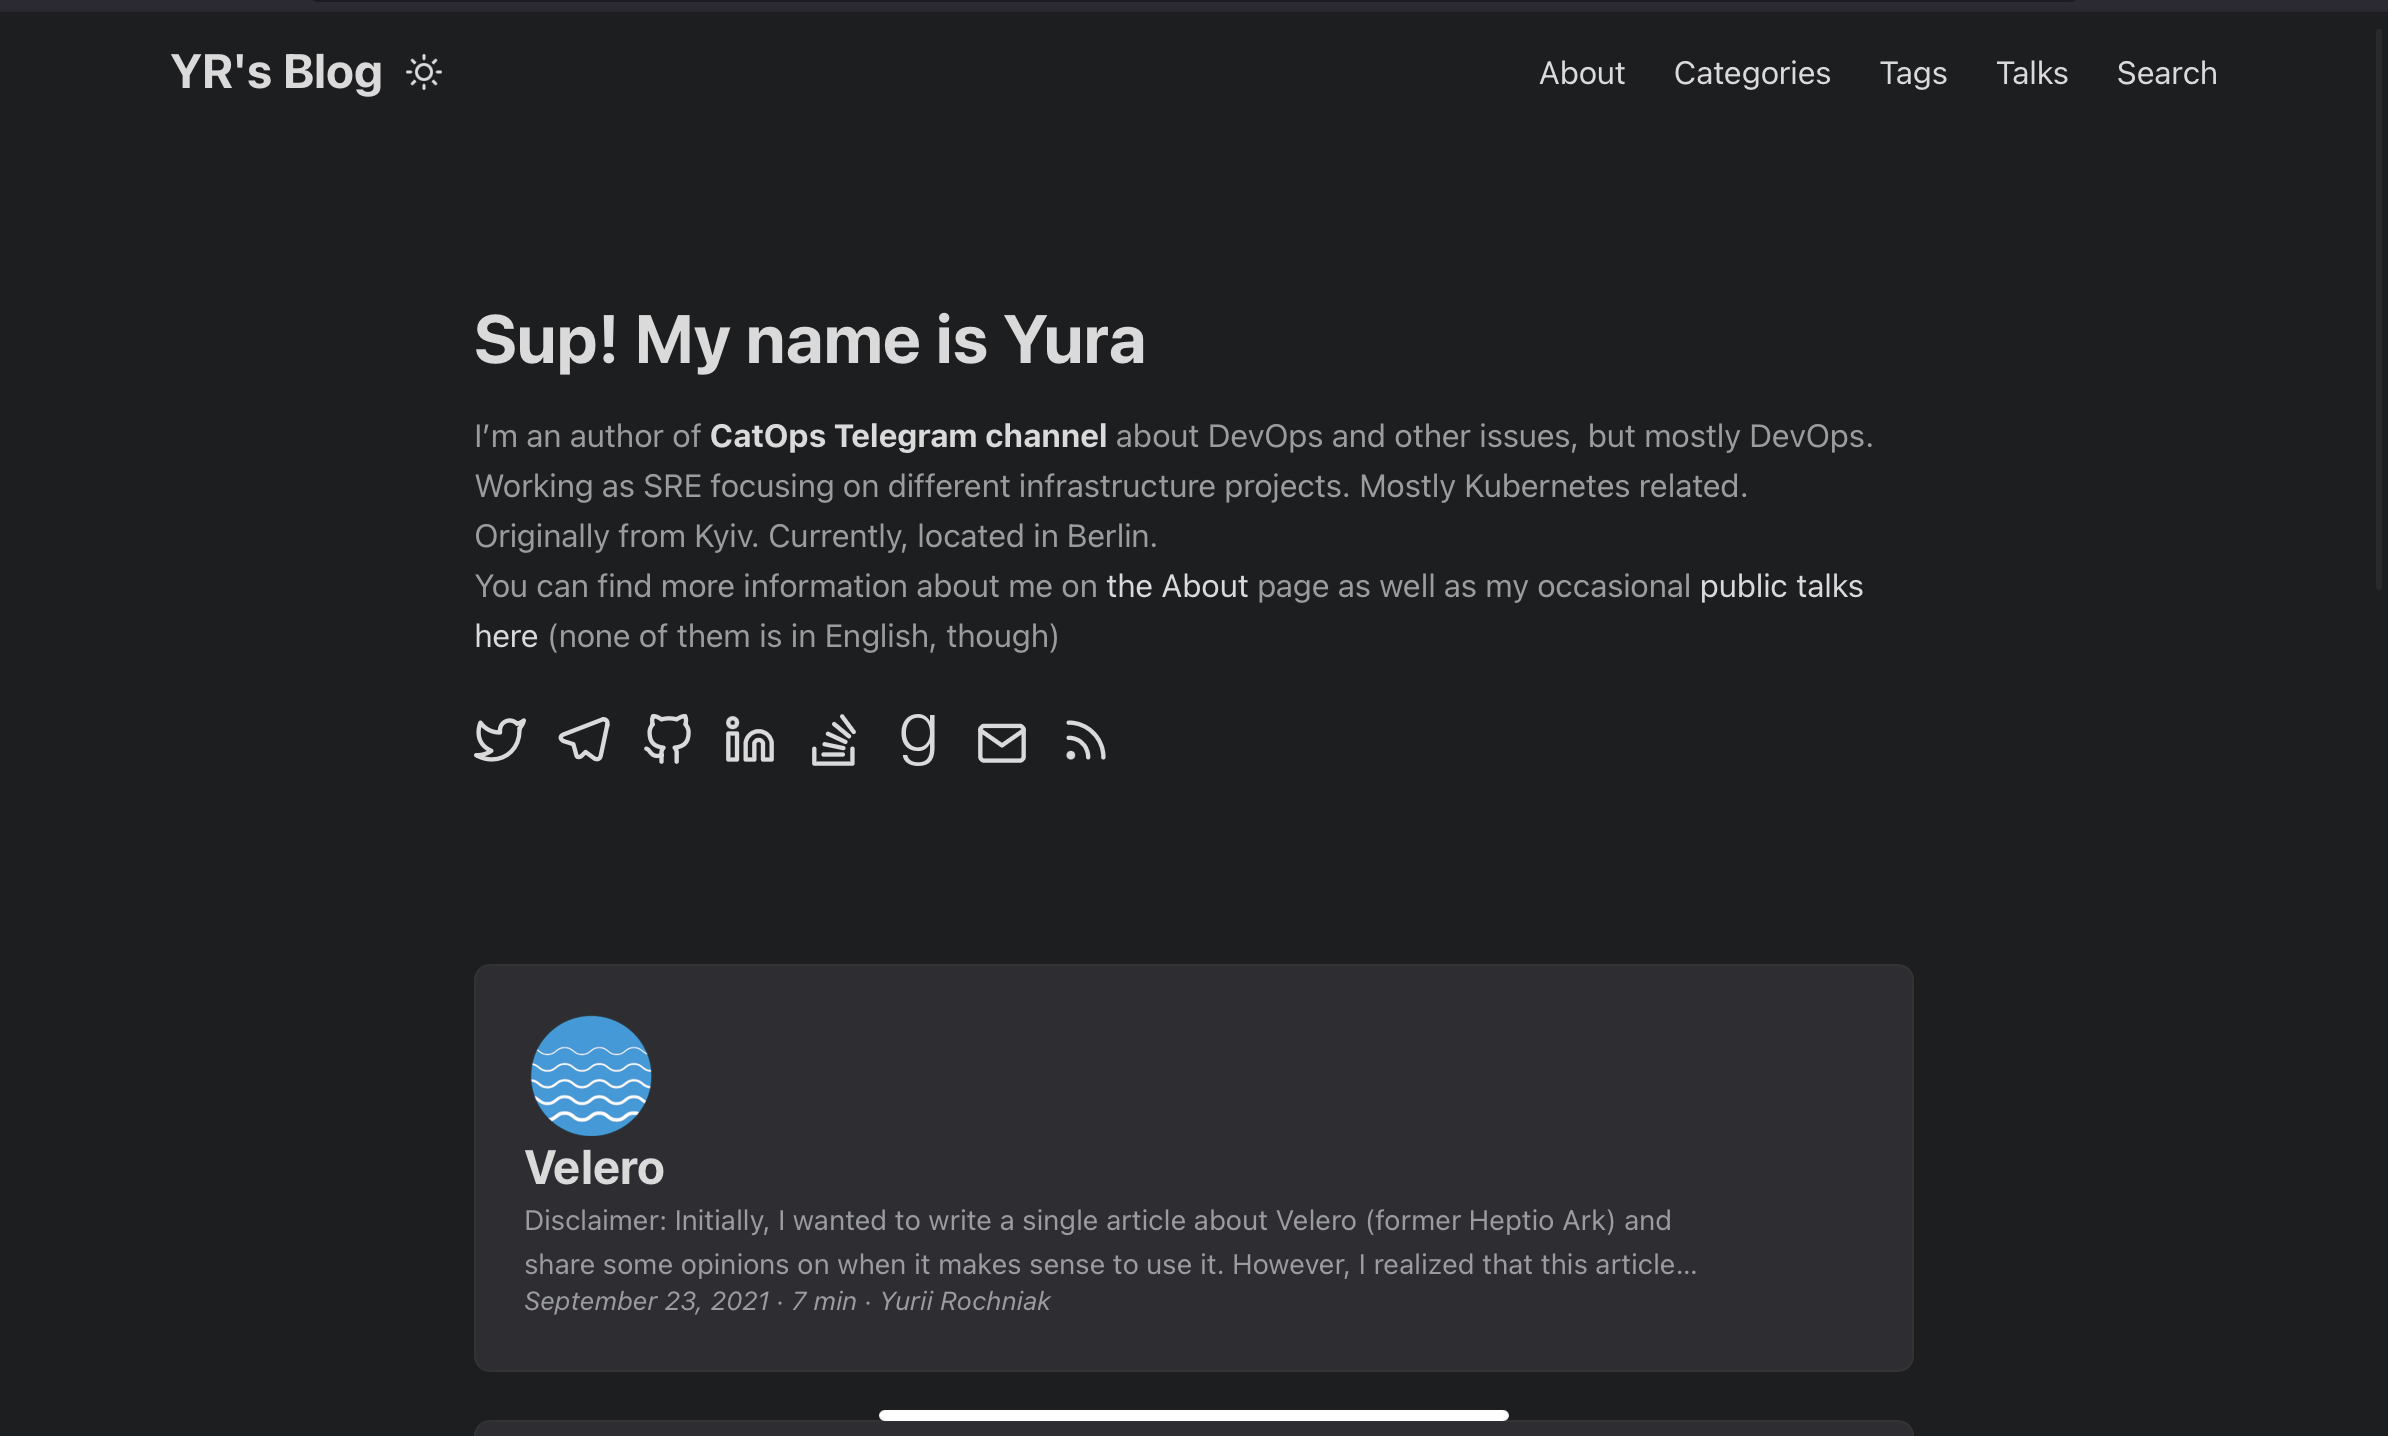 YR's Blog
About Categories Tags Talks Search
Sup! My name is Yura
I’m an author of CatOps Telegram channel about DevOps and other issues, but mostly DevOps.
Working as SRE focusing on different infrastructure projects. Mostly Kubernetes related.
Originally from Kyiv. Currently, located in Berlin.
You can find more information about me on the About page as well as my occasional public talks
here (none of them is in English, though)
Velero
Disclaimer: Initially, I wanted to write a single article about Velero (former Heptio Ark) and
share some opinions on when it makes sense to use it. However, I realized that this article...
September 23, 2021 · 7 min · Yurii Rochniak